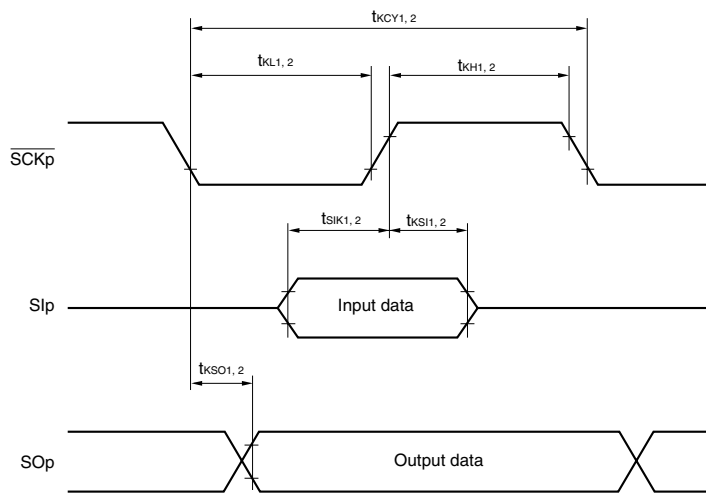 tKCY1, 2
tKL1, 2
tKH1, 2
SCKp
tSIK1, 2
tKSI1, 2
SIp
Input data
tKSO1, 2
SOp
Output data